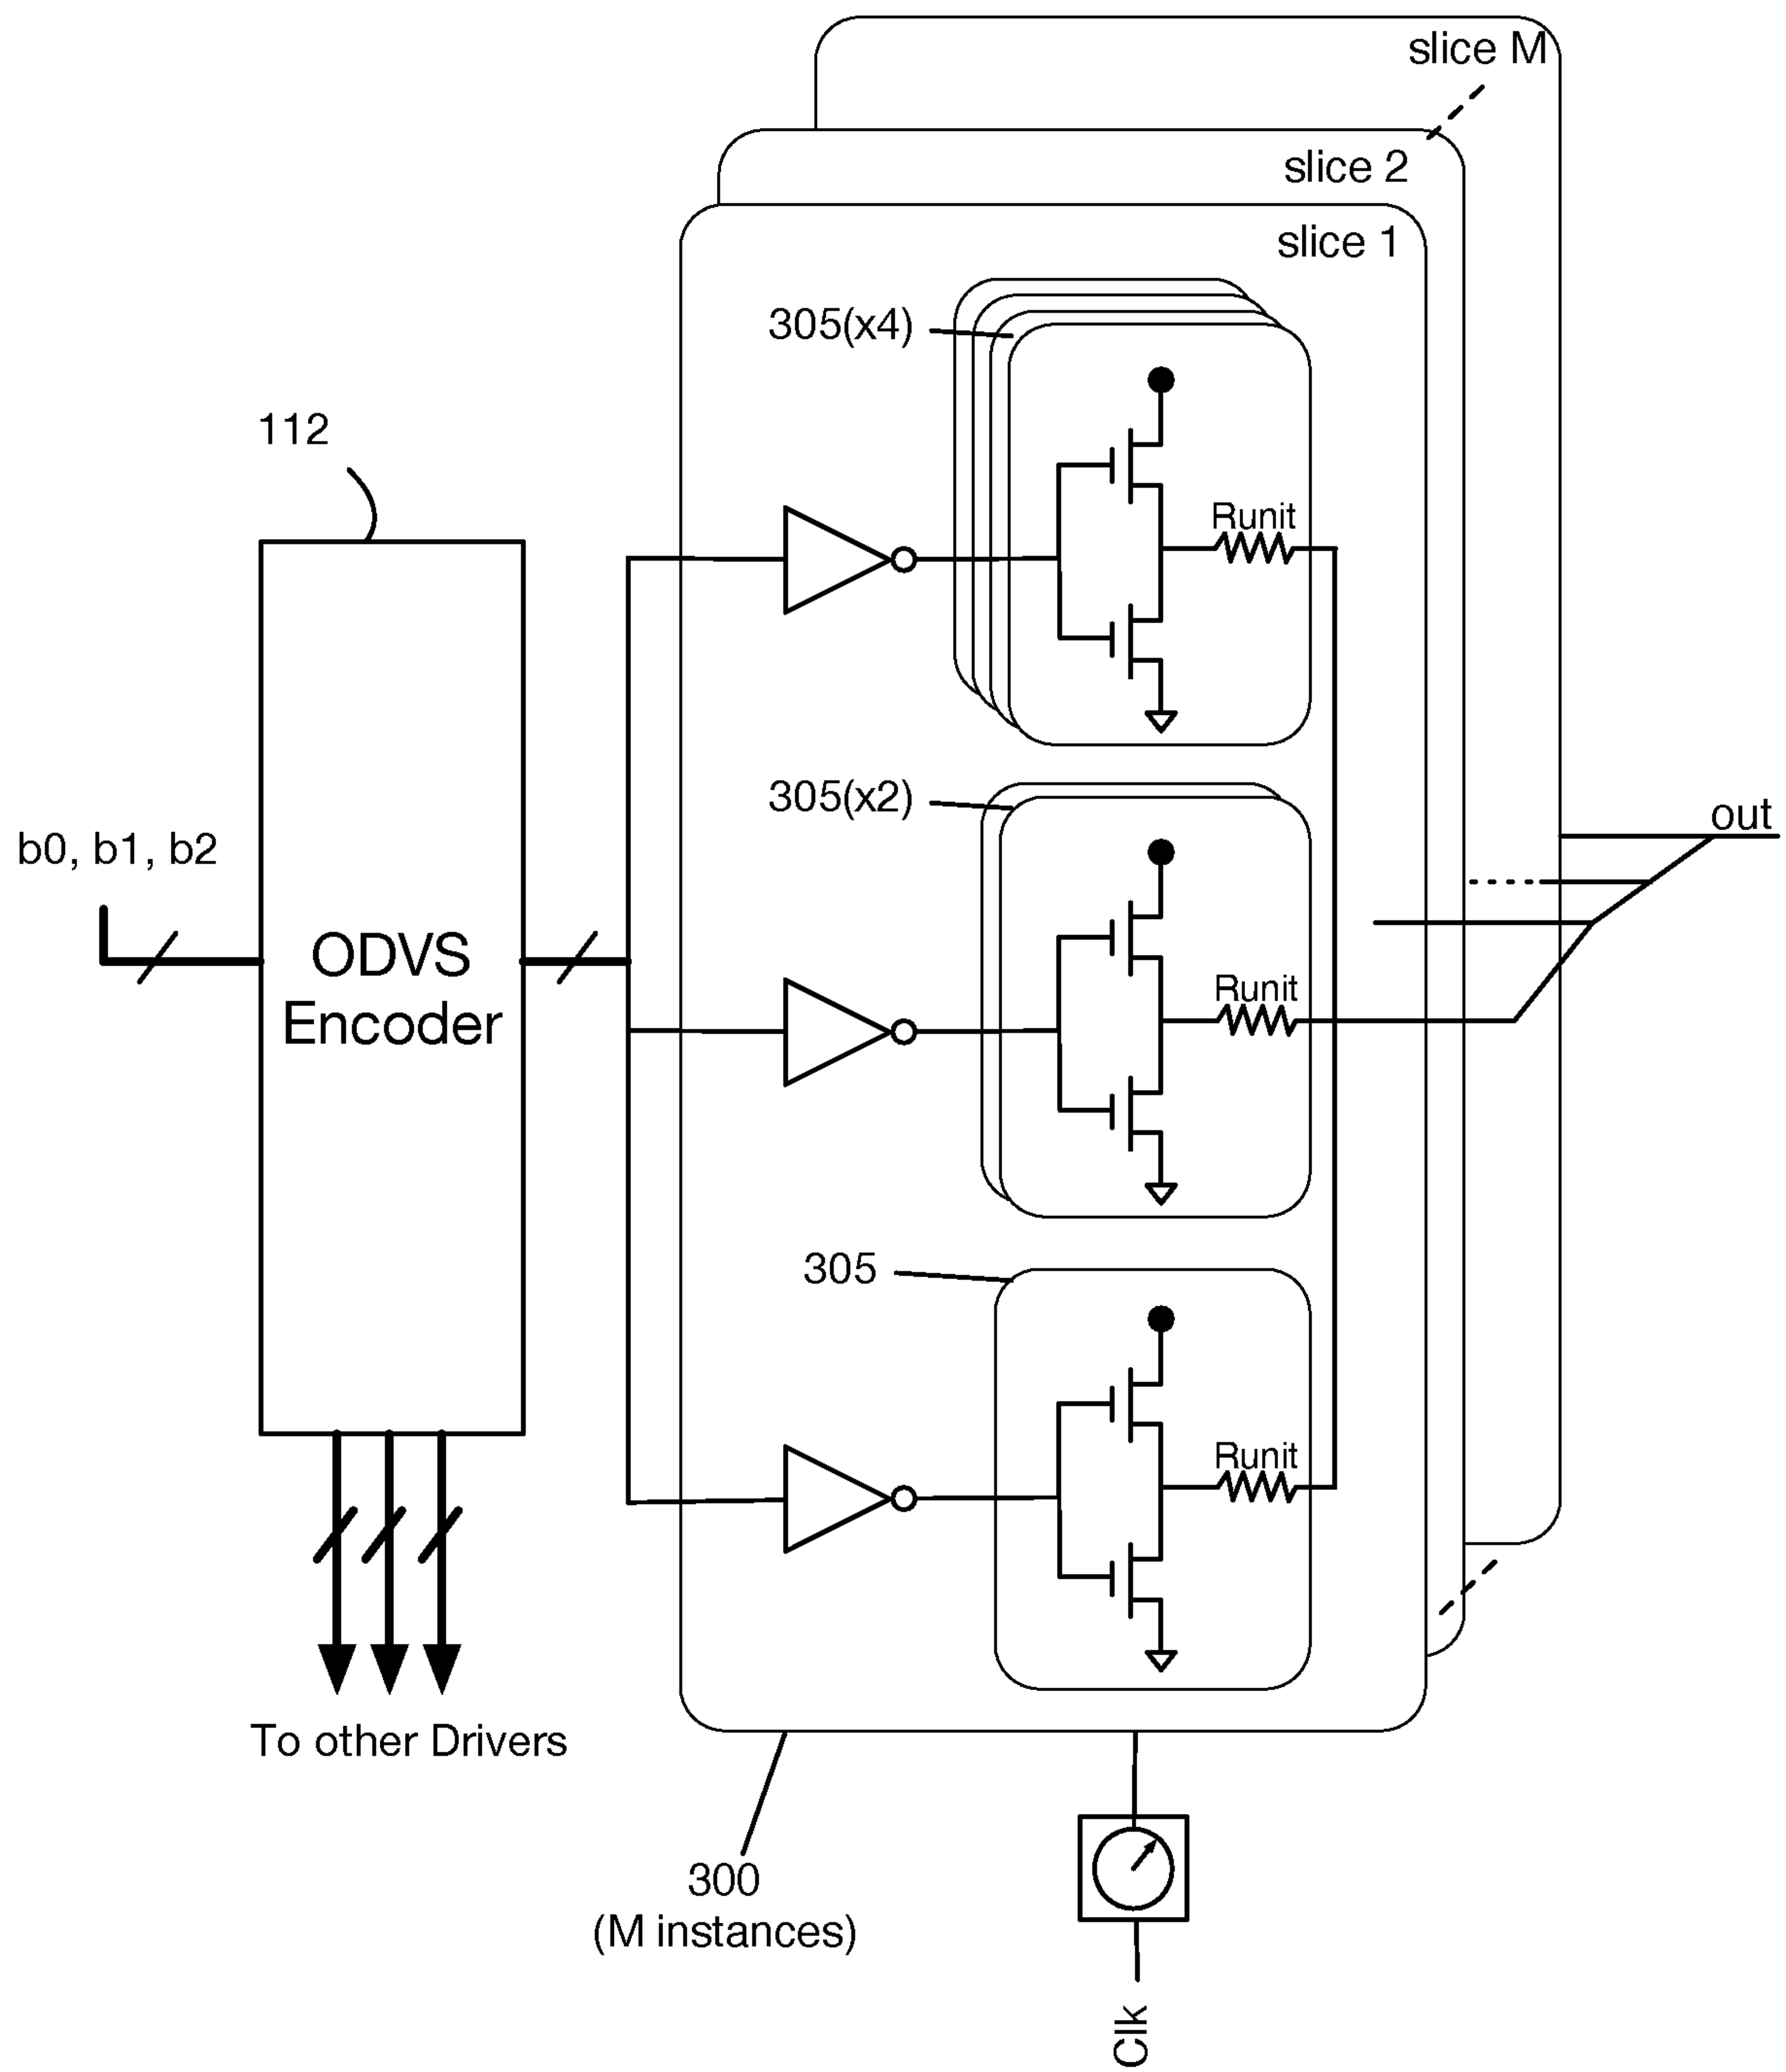 slice M
slice 2
slice 1
305(x4)
112
Runit
305(x2)
out
b0, b1, b2
ODVS
Encoder
Runit
305
Runit
To other Drivers
300
(M instances)
Clk